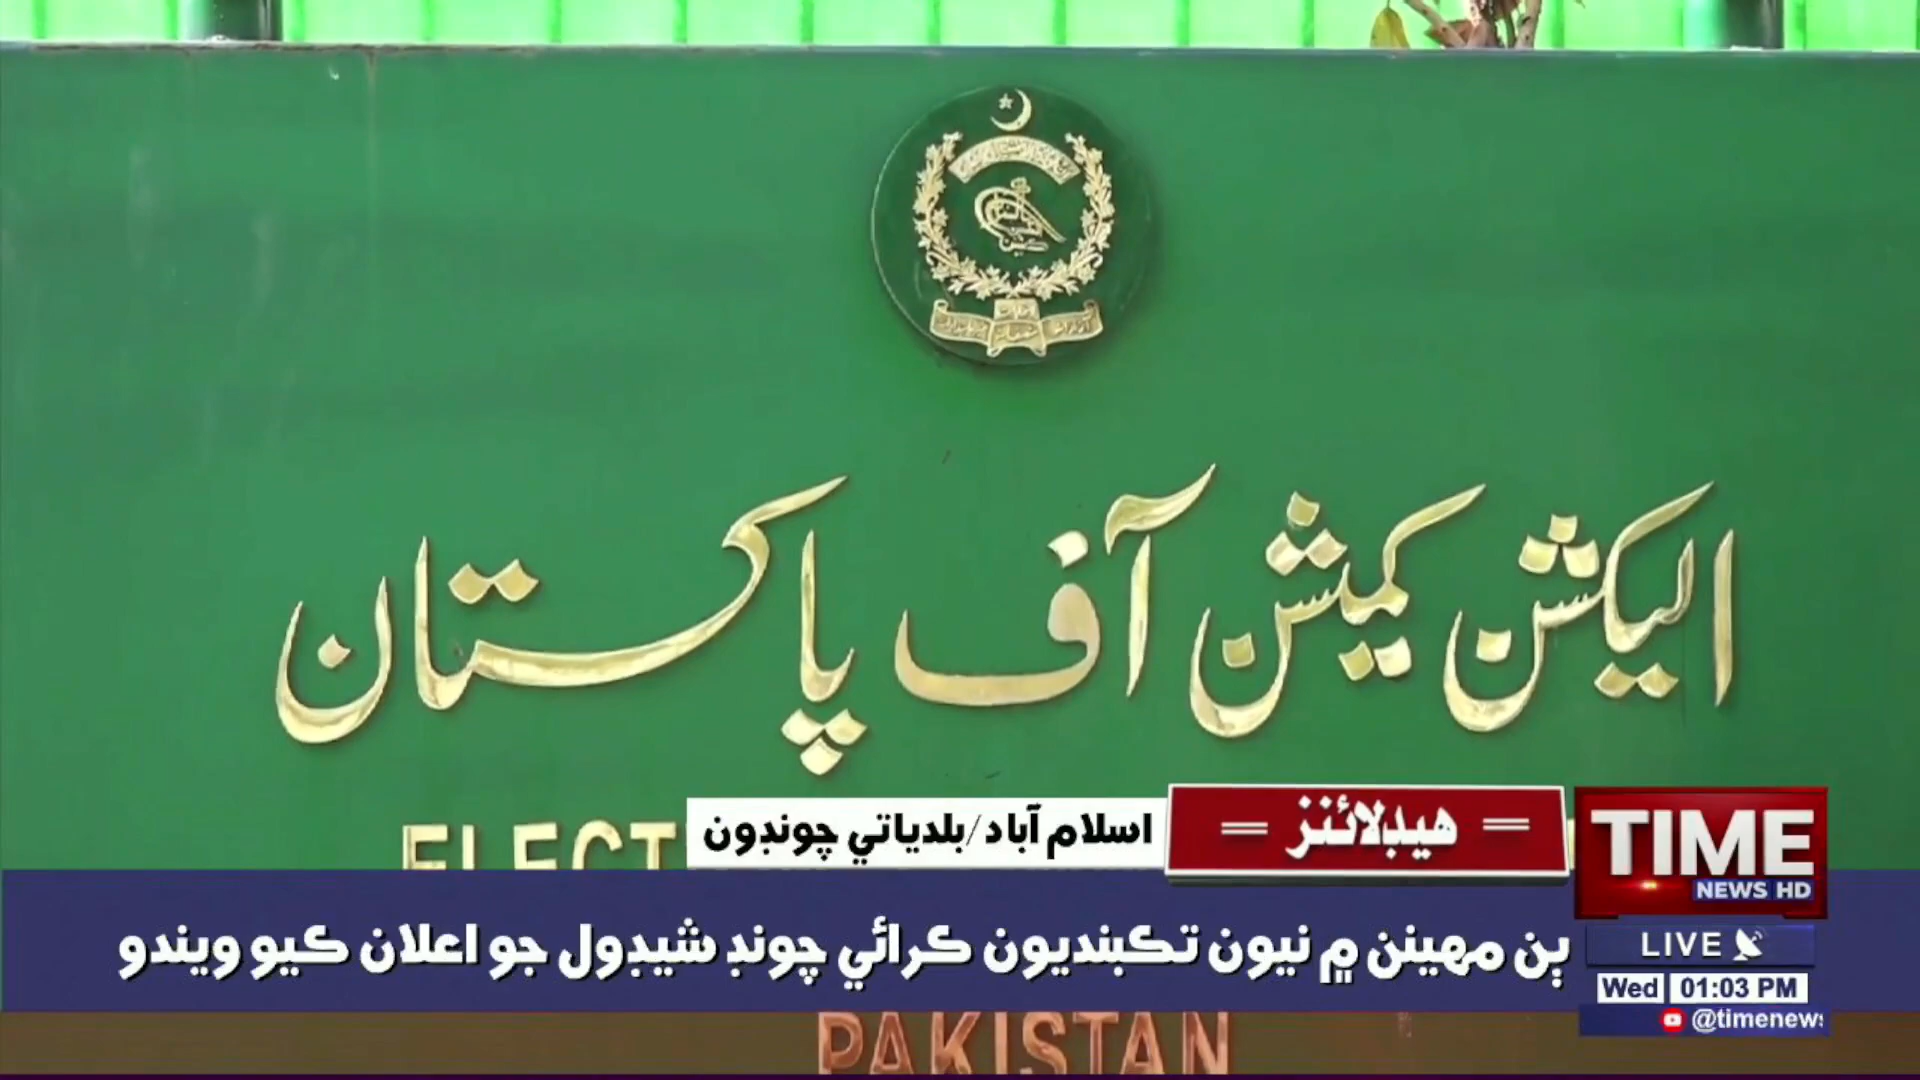 الیکشن کمیشن آف پاکستان
ELECT
اسلام آباد/بلدياتي چونڊون
هيڊلائنز
TIME
NEWS HD
ٻن مهينن ۾ نيون تڪبنديون ڪرائي چونڊ شيڊول جو اعلان ڪيو ويندو
LIVE
Wed 01:03 PM
@timenews
PAKISTAN